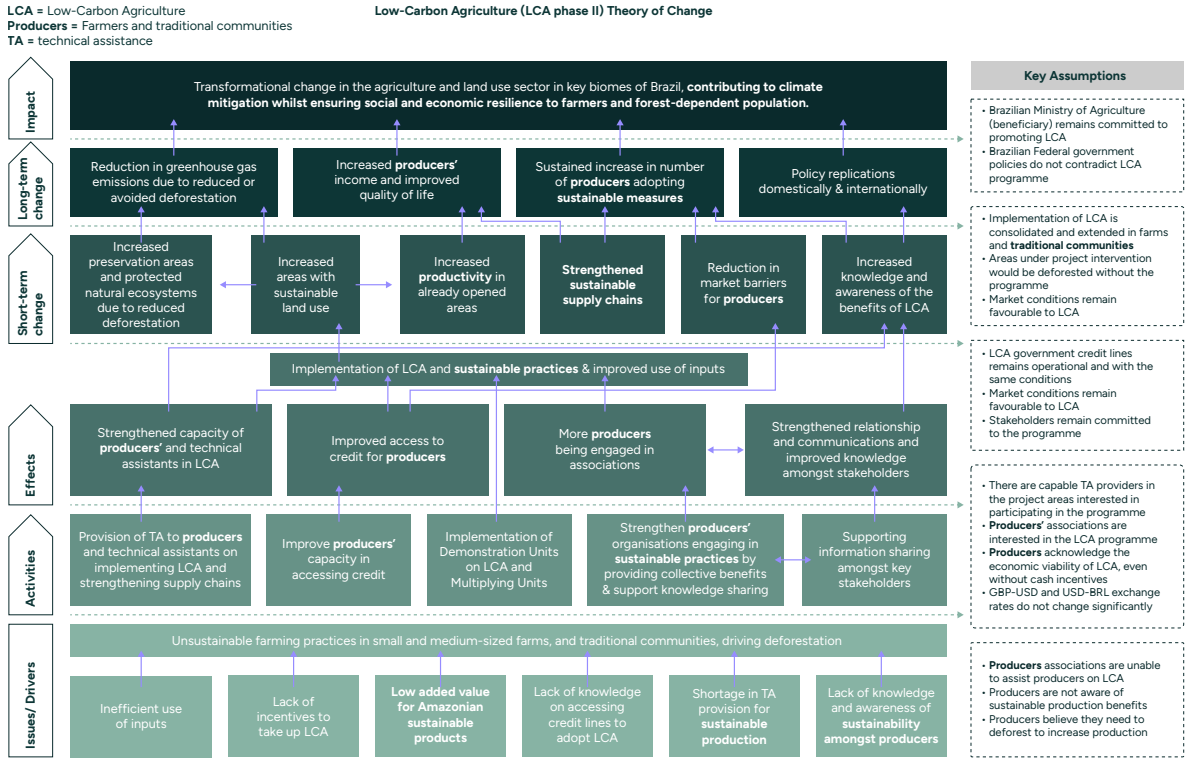 LCA = Low-Carbon Agriculture
Producers = Farmers and traditional communities
TA = technical assistance
Low-Carbon Agriculture (LCA phase II) Theory of Change
Impact
Transformational change in the agriculture and land use sector in key biomes of Brazil, contributing to climate
mitigation whilst ensuring social and economic resilience to farmers and forest-dependent population.
Long-term
change
Reduction in greenhouse gas
emissions due to reduced or
avoided deforestation
Increased producers’
income and improved
quality of life
Sustained increase in number
of producers adopting
sustainable measures
Policy replications
domestically & internationally
Short-term
change
Increased
preservation areas
and protected
natural ecosystems
due to reduced
deforestation
Increased
areas with
sustainable
land use
Increased
productivity in
already opened
areas
Strengthened
sustainable
supply chains
Reduction in
market barriers
for producers
Increased
knowledge and
awareness of the
benefits of LCA
Implementation of LCA and sustainable practices & improved use of inputs
Effects
Strengthened capacity of
producers’ and technical
assistants in LCA
Improved access to
credit for producers
More producers
being engaged in
associations
Strengthened relationship
and communications and
improved knowledge
amongst stakeholders
Activities
Provision of TA to producers
and technical assistants on
implementing LCA and
strengthening supply chains
Improve producers’
capacity in
accessing credit
Implementation of
Demonstration Units
on LCA and
Multiplying Units
Strengthen producers’
organisations engaging in
sustainable practices by
providing collective benefits
& support knowledge sharing
Supporting
information sharing
amongst key
stakeholders
Issues/ Drivers
Unsustainable farming practices in small and medium-sized farms, and traditional communities, driving deforestation
Inefficient use
of inputs
Lack of
incentives to
take up LCA
Low added value
for Amazonian
sustainable
products
Lack of knowledge
on accessing
credit lines to
adopt LCA
Shortage in TA
provision for
sustainable
production
Lack of knowledge
and awareness of
sustainability
amongst producers
Key Assumptions
• Brazilian Ministry of Agriculture
(beneficiary) remains committed to
promoting LCA
• Brazilian Federal government
policies do not contradict LCA
programme
• Implementation of LCA is
consolidated and extended in farms
and traditional communities
• Areas under project intervention
would be deforested without the
programme
• Market conditions remain
favourable to LCA
• LCA government credit lines
remains operational and with the
same conditions
• Market conditions remain
favourable to LCA
• Stakeholders remain committed
to the programme
• There are capable TA providers in
the project areas interested in
participating in the programme
• Producers’ associations are
interested in the LCA programme
• Producers acknowledge the
economic viability of LCA, even
without cash incentives
• GBP-USD and USD-BRL exchange
rates do not change significantly
• Producers associations are unable
to assist producers on LCA
• Producers are not aware of
sustainable production benefits
• Producers believe they need to
deforest to increase production